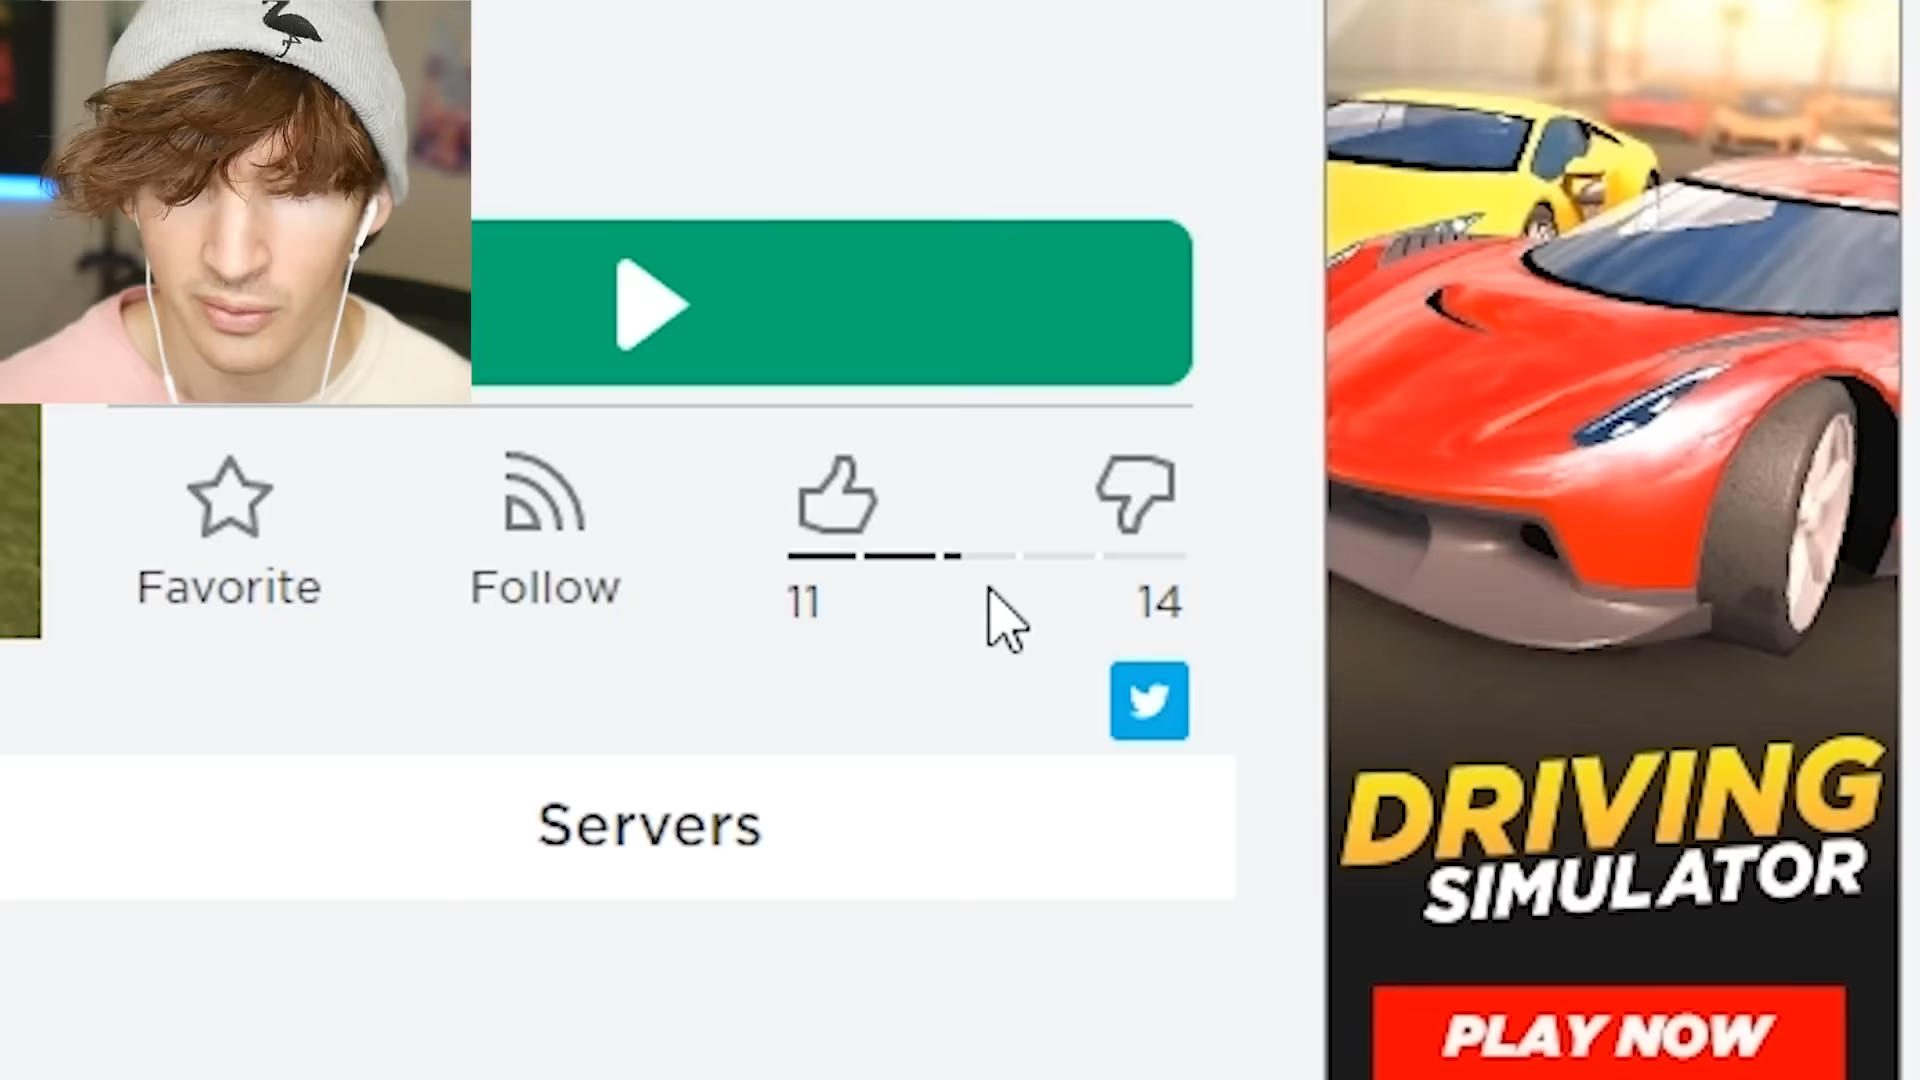 Favorite
Follow
11
14
Servers
DRIVING
SIMULATOR
PLAY NOW